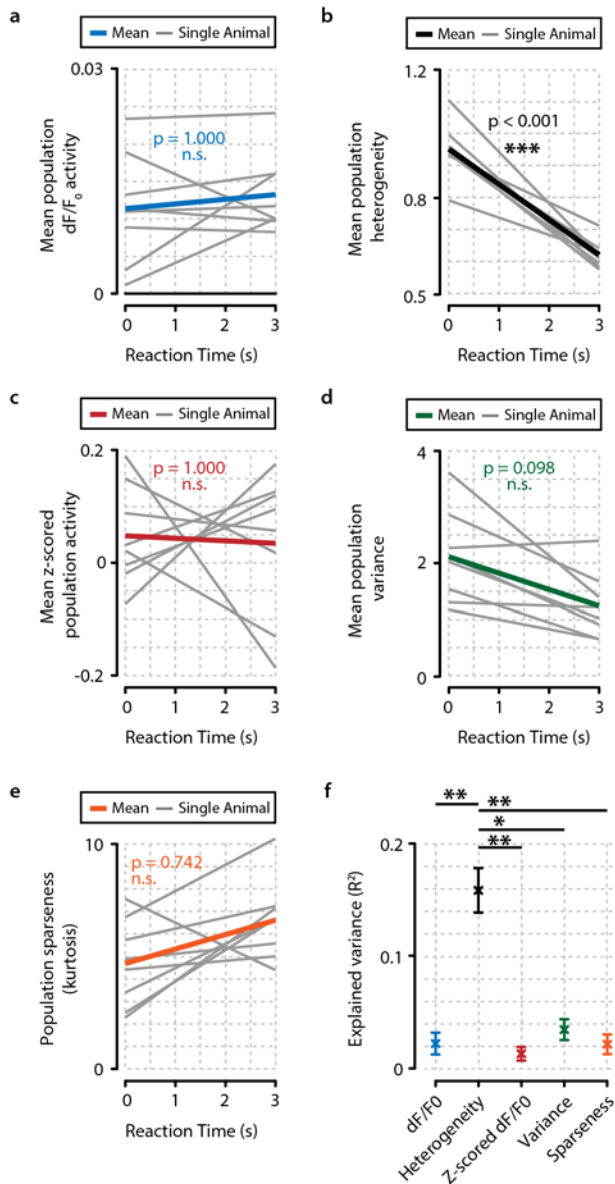 a
Mean Single Animal
0.03
p = 1.000
n.s.
Mean population
dF/F₀ activity
0
0 1 2 3
Reaction Time (s)
b
Mean Single Animal
1.2
p < 0.001
***
Mean population
heterogeneity
0.8
0.5
0 1 2 3
Reaction Time (s)
c
Mean Single Animal
0.2
p = 1.000
n.s.
Mean z-scored
population activity
0
-0.2
0 1 2 3
Reaction Time (s)
d
Mean Single Animal
4
p = 0.098
n.s.
Mean population
variance
2
0
0 1 2 3
Reaction Time (s)
e
Mean Single Animal
10
p = 0.742
n.s.
Population sparseness
(kurtosis)
5
0
0 1 2 3
Reaction Time (s)
f
** **
*
**
0.2
Explained variance (R²)
0.1
0
dF/F0
Heterogeneity
Z-scored dF/F0
Variance
Sparseness